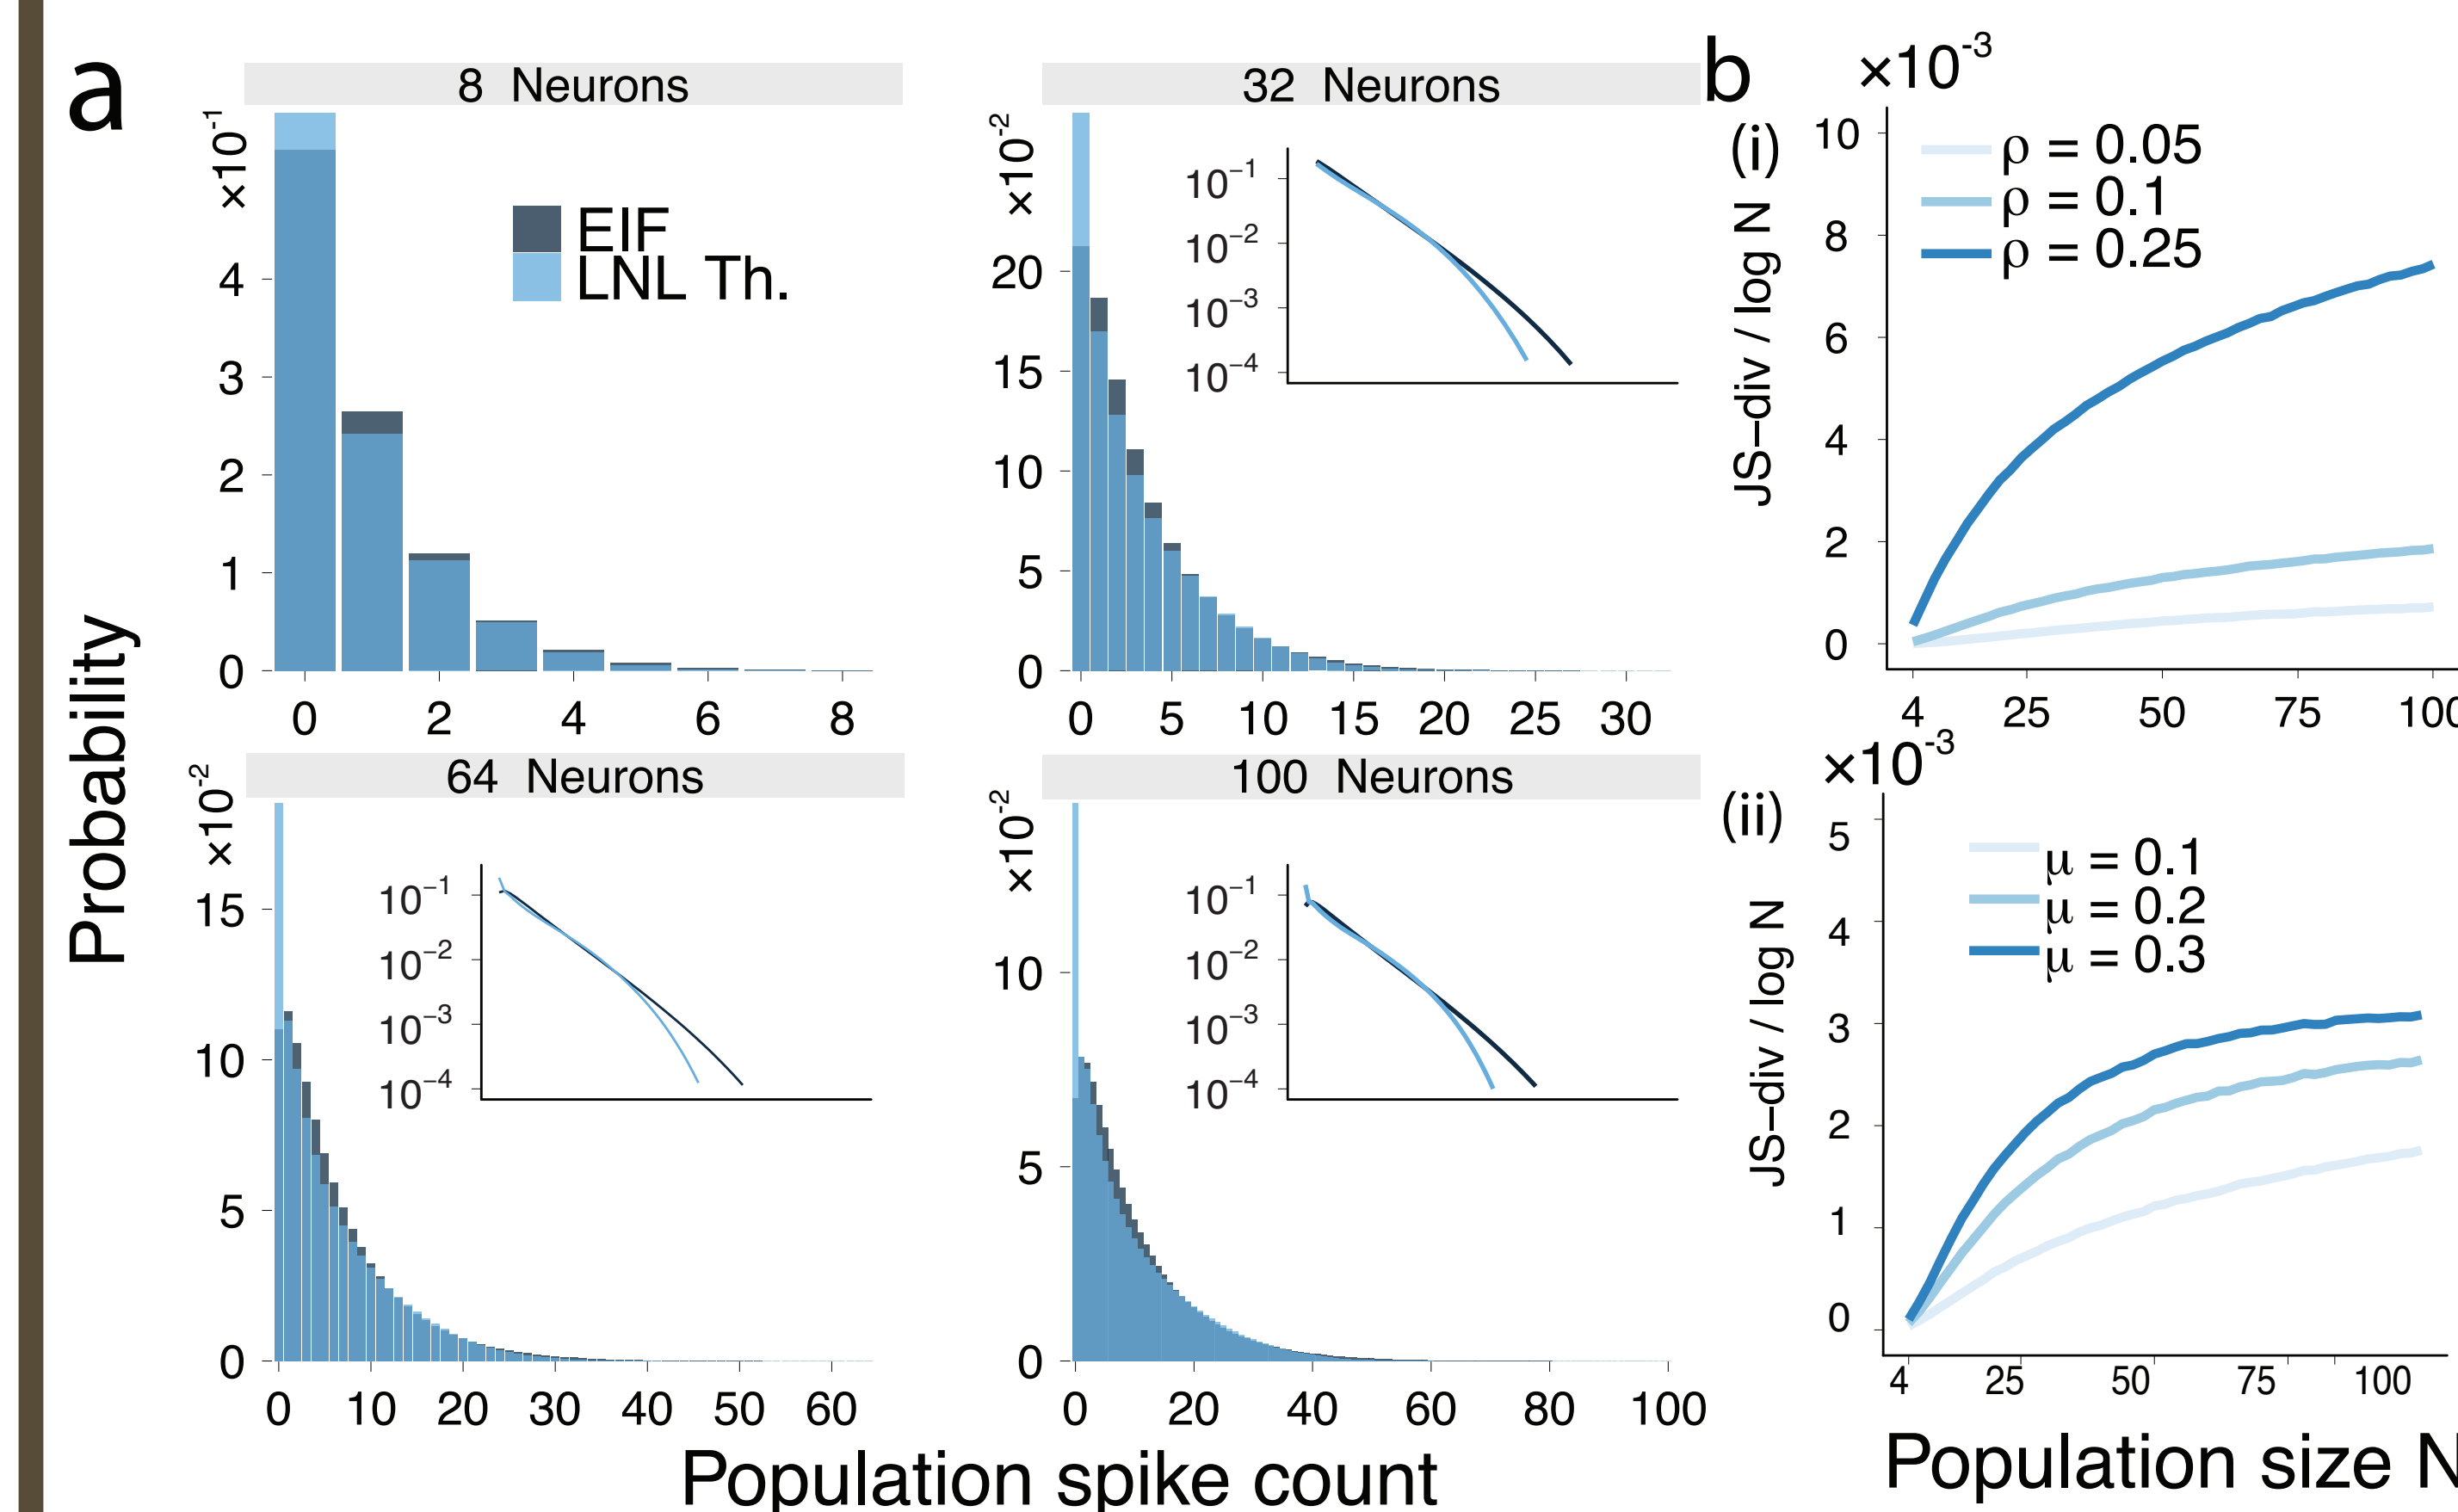 a
8 Neurons
×10⁻¹
EIF
LNL Th.
4
3
2
1
0
0 2 4 6 8
32 Neurons
×10⁻²
20
15
10
5
0
10⁻¹
10⁻²
10⁻³
10⁻⁴
0 5 10 15 20 25 30
Probability
64 Neurons
×10⁻²
15
10
5
0
10⁻¹
10⁻²
10⁻³
10⁻⁴
0 10 20 30 40 50 60
100 Neurons
×10⁻²
10
5
0
10⁻¹
10⁻²
10⁻³
10⁻⁴
0 20 40 60 80 100
Population spike count
b
×10⁻³
(i)
JS–div / log N
10
8
6
4
2
0
ρ = 0.05
ρ = 0.1
ρ = 0.25
4 25 50 75 100
×10⁻³
(ii)
JS–div / log N
5
4
3
2
1
0
μ = 0.1
μ = 0.2
μ = 0.3
4 25 50 75 100
Population size N